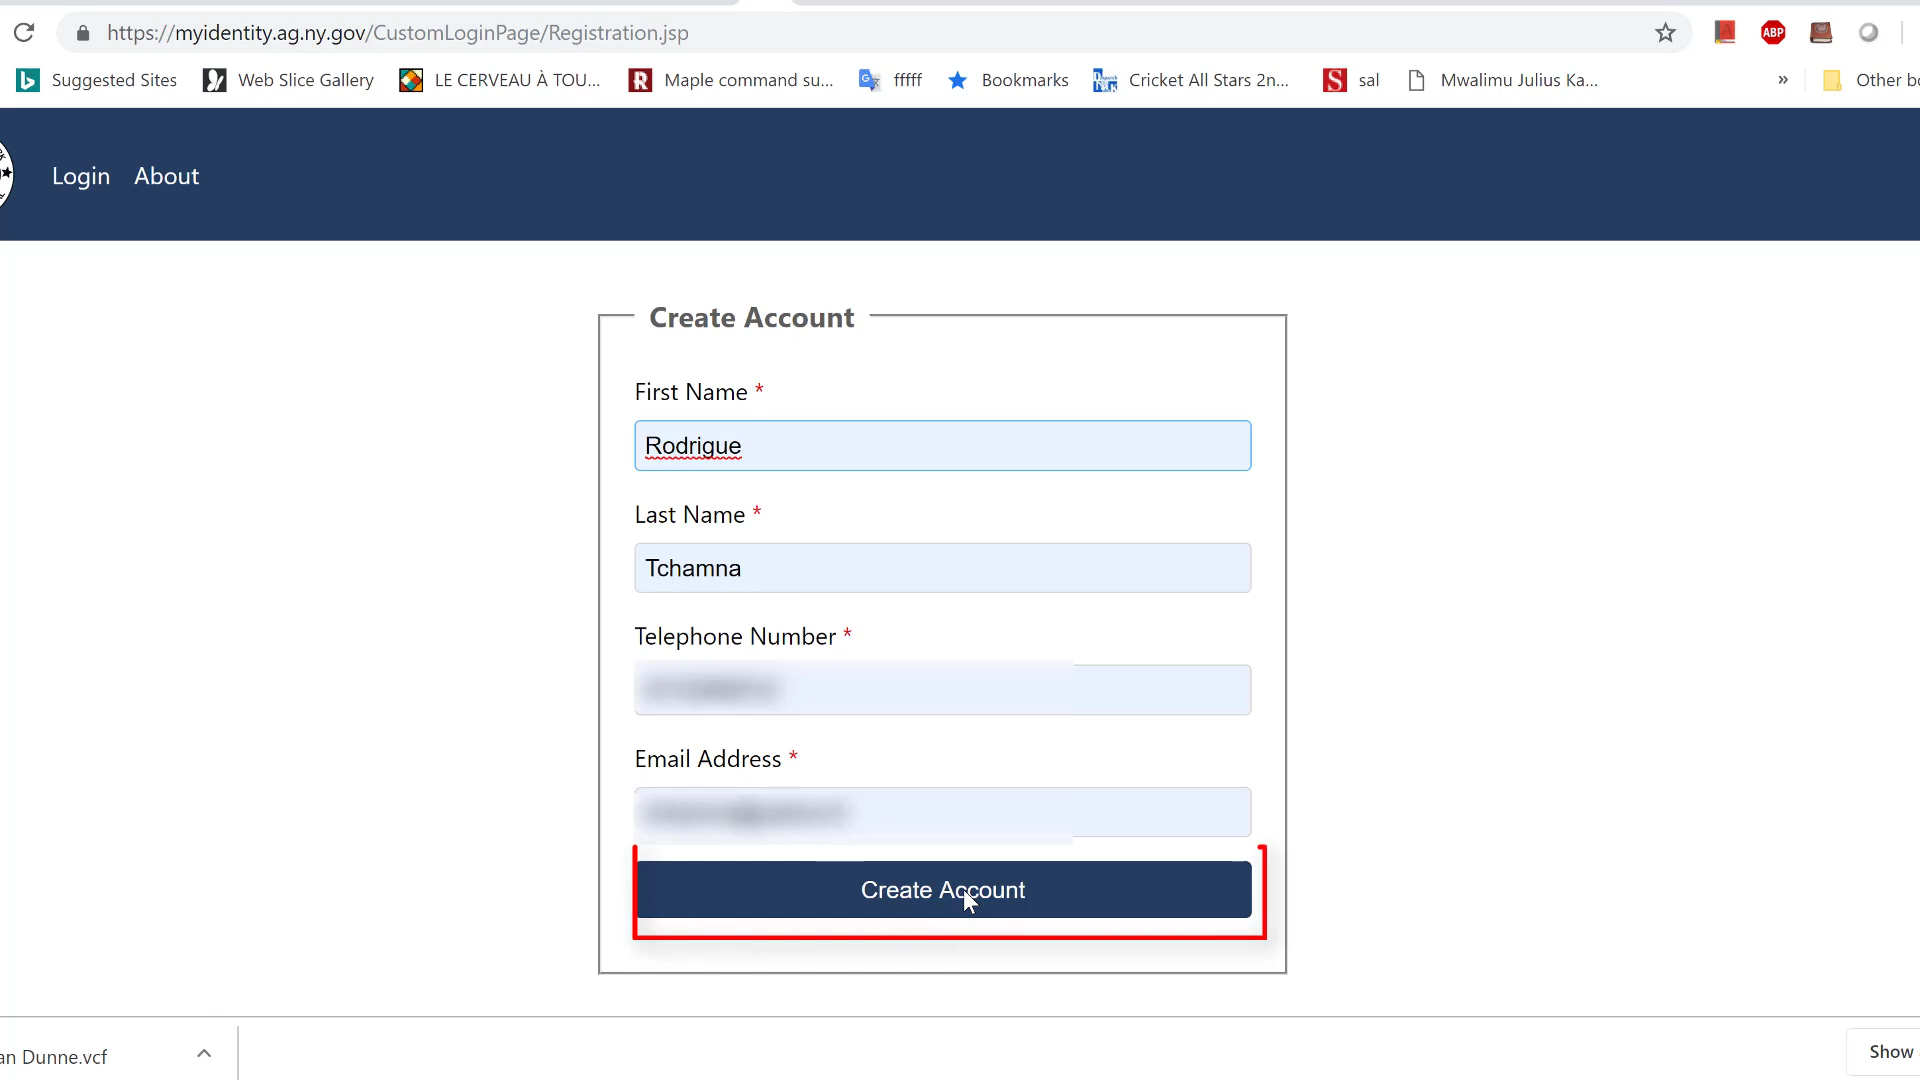 https://myidentity.ag.ny.gov/CustomLoginPage/Registration.jsp
ABP
Suggested Sites
Web Slice Gallery
LE CERVEAU À TOU...
Maple command su...
fffff
Bookmarks
Cricket All Stars 2n...
sal
Mwalimu Julius Ka...
»
Other bo
Login
About
Create Account
First Name *
Rodrigue
Last Name *
Tchamna
Telephone Number *
Email Address *
Create Account
an Dunne.vcf
Show